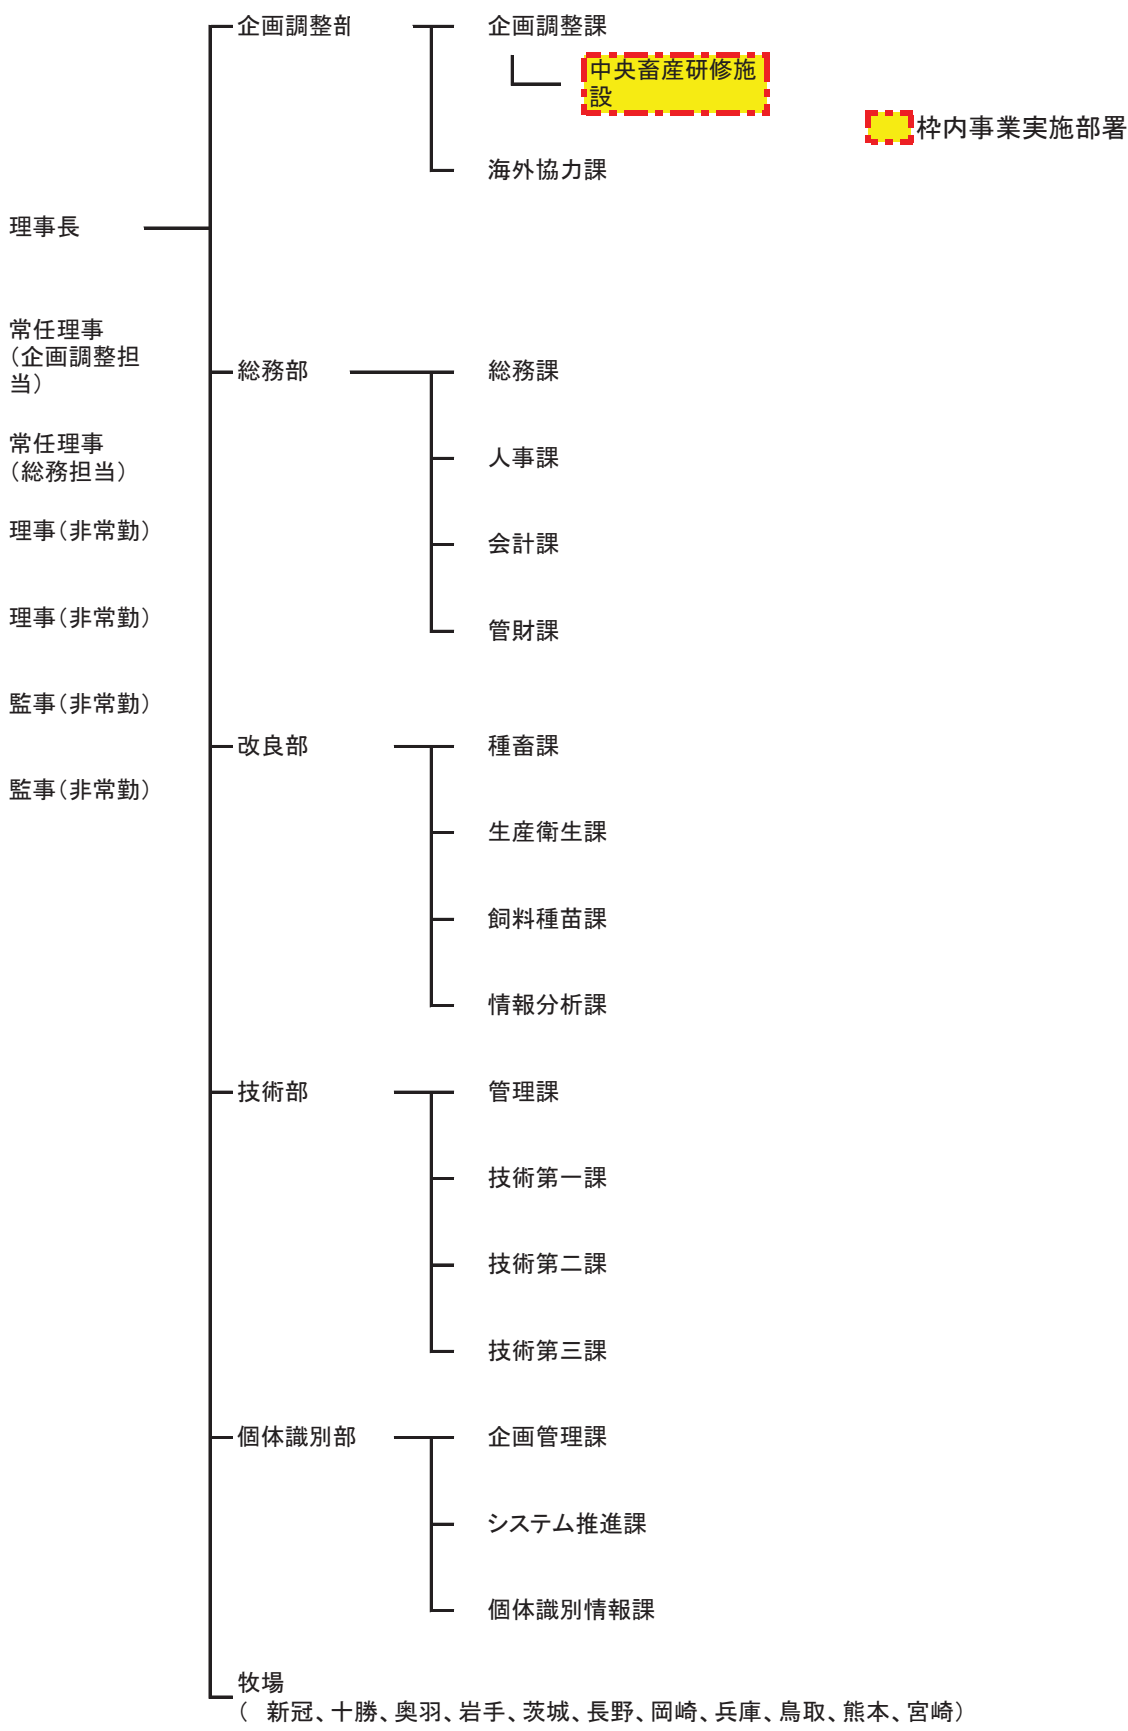 企画調整部
企画調整課
中央畜産研修施
設
枠内事業実施部署
海外協力課
理事長
常任理事
（企画調整担
当）
常任理事
（総務担当）
理事（非常勤）
理事（非常勤）
監事（非常勤）
監事（非常勤）
総務部
総務課
人事課
会計課
管財課
改良部
種畜課
生産衛生課
飼料種苗課
情報分析課
技術部
管理課
技術第一課
技術第二課
技術第三課
個体識別部
企画管理課
システム推進課
個体識別情報課
牧場
（　新冠、十勝、奥羽、岩手、茨城、長野、岡崎、兵庫、鳥取、熊本、宮崎）